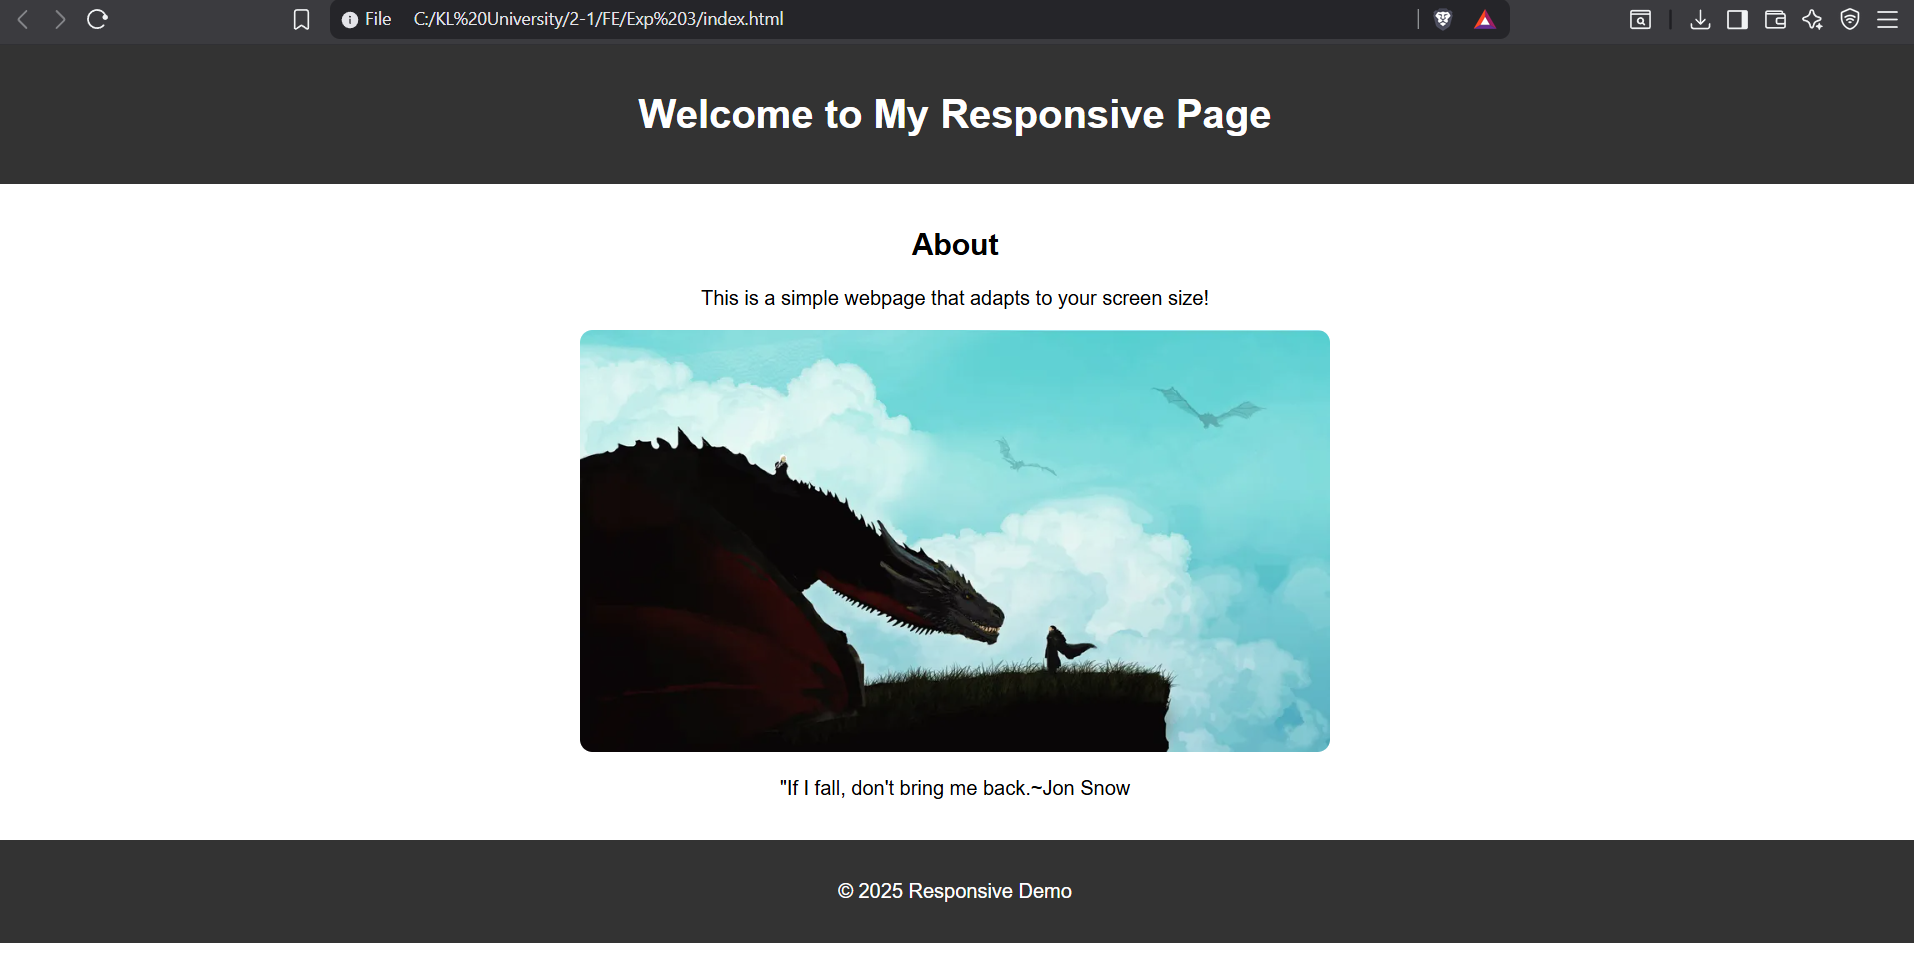 File C:/KL%20University/2-1/FE/Exp%203/index.html
Welcome to My Responsive Page
About
This is a simple webpage that adapts to your screen size!
"If I fall, don't bring me back.~Jon Snow
© 2025 Responsive Demo